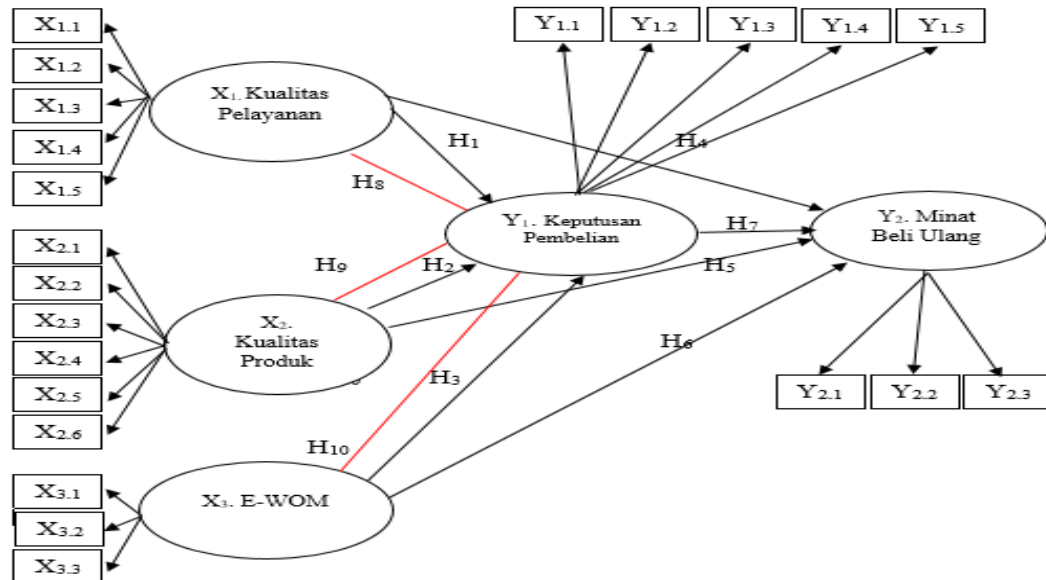 X1.1
X1.2
X1.3
X1.4
X1.5
X1. Kualitas
Pelayanan
Y1.1
Y1.2
Y1.3
Y1.4
Y1.5
H1
H4
H8
Y1. Keputusan
Pembelian
H7
Y2. Minat
Beli Ulang
X2.1
X2.2
X2.3
X2.4
X2.5
X2.6
H9
H2
H5
X2.
Kualitas
Produk
H6
H3
Y2.1
Y2.2
Y2.3
H10
X3.1
X3.2
X3.3
X3. E-WOM